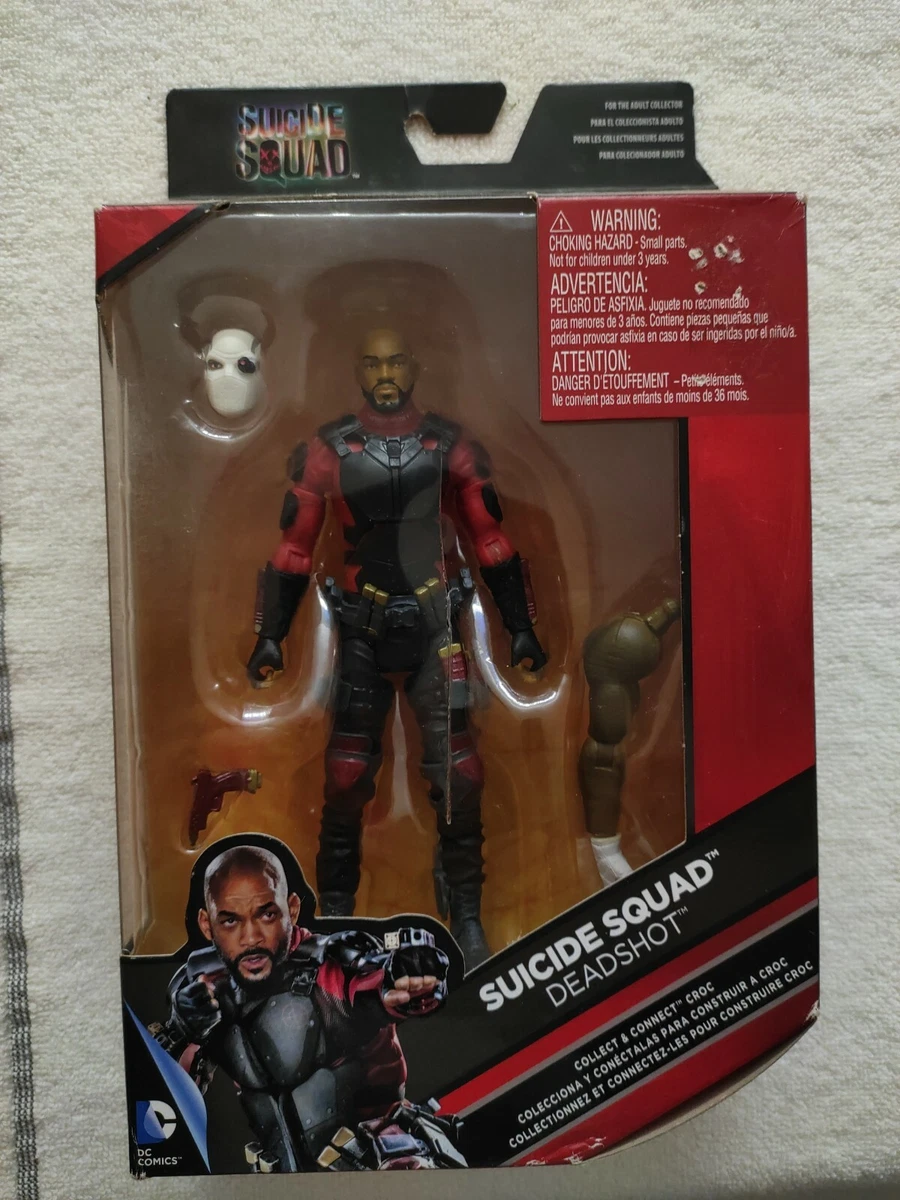 SUICIDE
SQUAD™
FOR THE ADULT COLLECTOR
PARA EL COLECCIONISTA ADULTO
POUR LES COLLECTIONNEURS ADULTES
PARA COLECIONADOR ADULTO
WARNING:
CHOKING HAZARD - Small parts.
Not for children under 3 years.
ADVERTENCIA:
PELIGRO DE ASFIXIA. Juguete no recomendado
para menores de 3 años. Contiene piezas pequeñas que
podrían provocar asfixia en caso de ser ingeridas por el niño/a.
ATTENTION:
DANGER D'ÉTOUFFEMENT – Petits éléments.
Ne convient pas aux enfants de moins de 36 mois.
SUICIDE SQUAD™
DEADSHOT™
COLLECT & CONNECT™ CROC
COLECCIONA Y CONÉCTALAS PARA CONSTRUIR A CROC
COLLECTIONNEZ ET CONNECTEZ-LES POUR CONSTRUIRE CROC
DC
DC
COMICS™